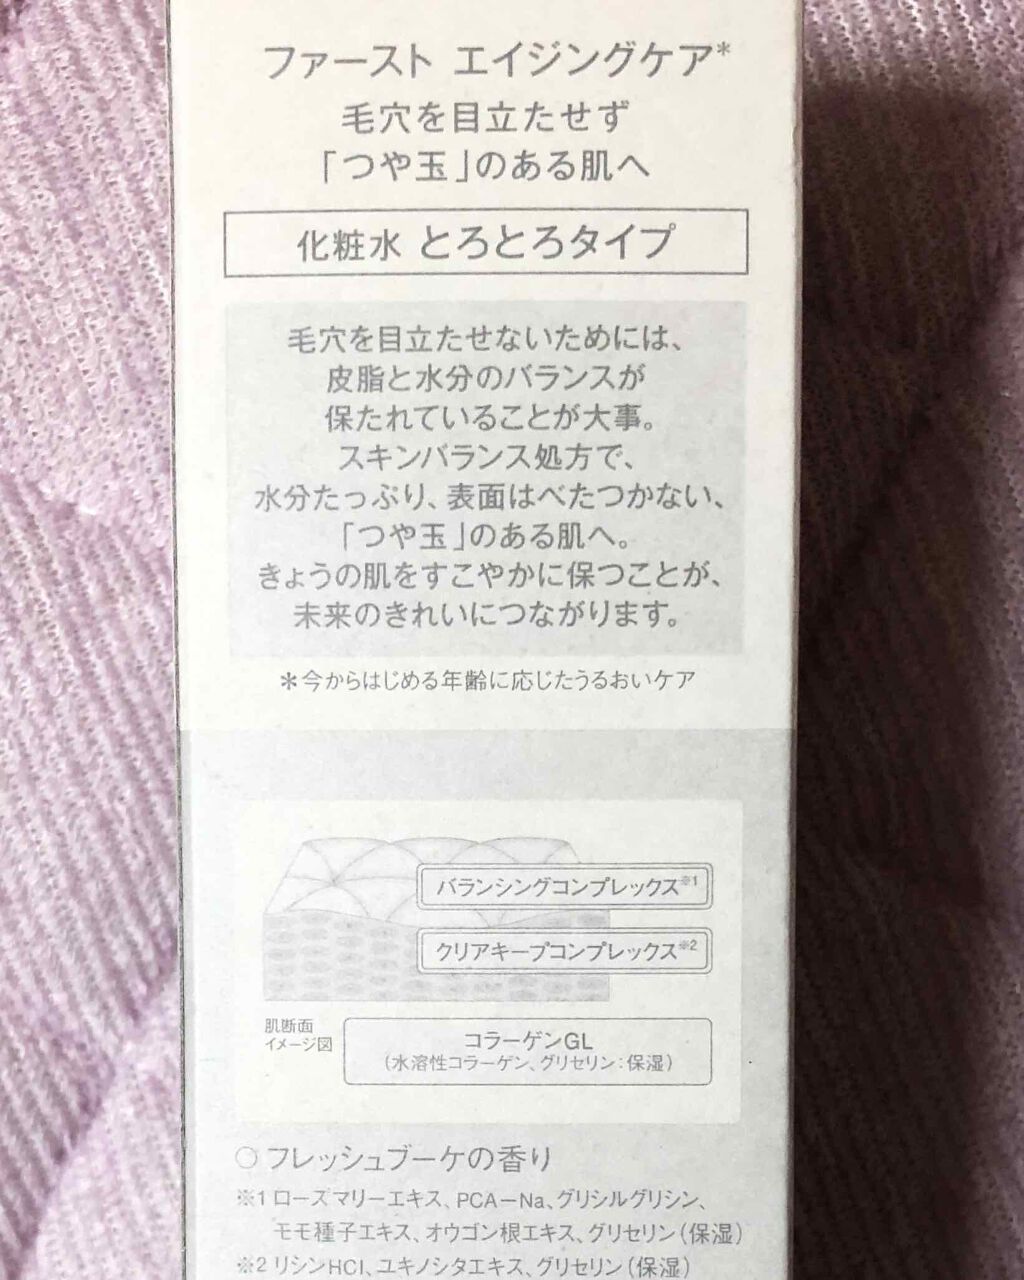 ファースト エイジングケア*
毛穴を目立たせず
「つや玉」のある肌へ
化粧水 とろとろタイプ
毛穴を目立たせないためには、
皮脂と水分のバランスが
保たれていることが大事。
スキンバランス処方で、
水分たっぷり、表面はべたつかない、
「つや玉」のある肌へ。
きょうの肌をすこやかに保つことが、
未来のきれいにつながります。
＊今からはじめる年齢に応じたうるおいケア
バランシングコンプレックス※1
クリアキープコンプレックス※2
肌断面
イメージ図
コラーゲンGL
（水溶性コラーゲン、グリセリン：保湿）
○ フレッシュブーケの香り
※1 ローズマリーエキス、PCAーNa、グリシルグリシン、
モモ種子エキス、オウゴン根エキス、グリセリン（保湿）
※2 リシンHCl、ユキノシタエキス、グリセリン（保湿）